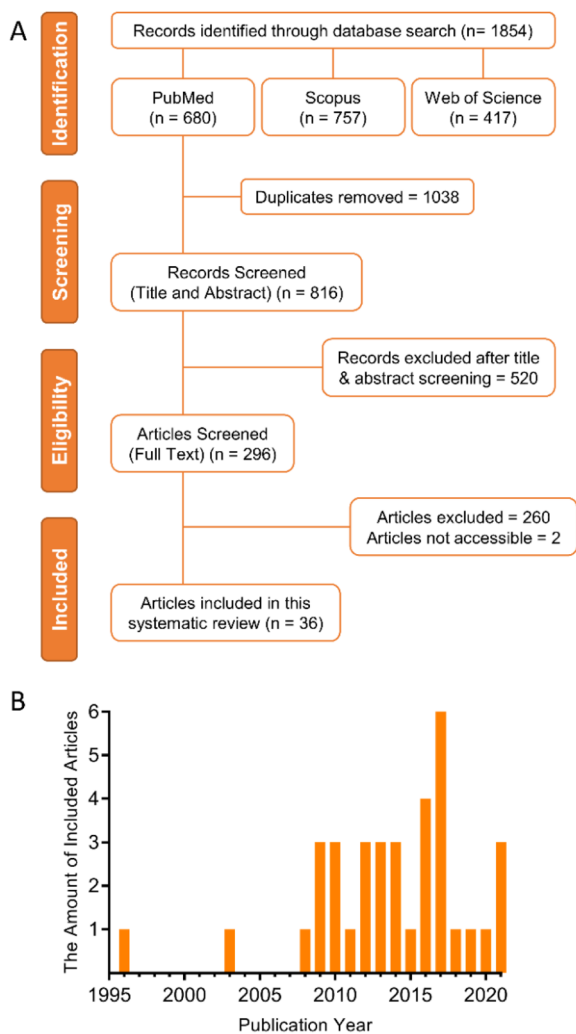 A
Identification
Records identified through database search (n= 1854)
PubMed
(n = 680)
Scopus
(n = 757)
Web of Science
(n = 417)
Screening
Duplicates removed = 1038
Records Screened
(Title and Abstract) (n = 816)
Eligibility
Records excluded after title
& abstract screening = 520
Articles Screened
(Full Text) (n = 296)
Included
Articles excluded = 260
Articles not accessible = 2
Articles included in this
systematic review (n = 36)
B
The Amount of Included Articles
6
5
4
3
2
1
1995
2000
2005
2010
2015
2020
Publication Year